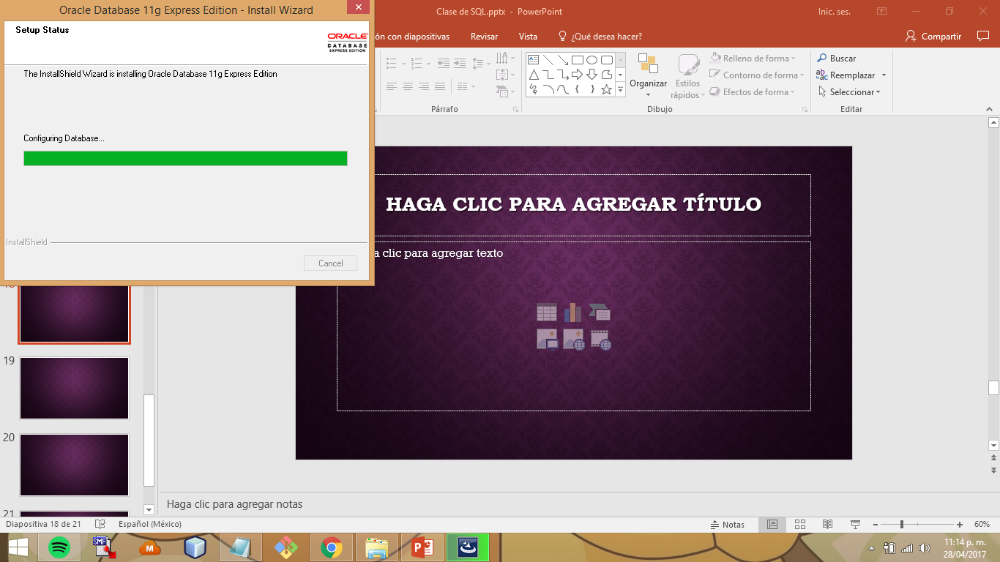 Oracle Database 11g Express Edition - Install Wizard
Setup Status
ORACLE
DATABASE
EXPRESS EDITION
The InstallShield Wizard is installing Oracle Database 11g Express Edition
Configuring Database...
InstallShield
Cancel
Clase de SQL.pptx - PowerPoint
Inic. ses.
ón con diapositivas
Revisar
Vista
¿Qué desea hacer?
Compartir
Organizar
Estilos
rápidos
Relleno de forma
Contorno de forma
Efectos de forma
Buscar
Reemplazar
Seleccionar
Párrafo
Dibujo
Editar
HAGA CLIC PARA AGREGAR TÍTULO
a clic para agregar texto
19
20
21
Haga clic para agregar notas
Diapositiva 18 de 21
Español (México)
Notas
60%
SMF
11:14 p. m.
28/04/2017